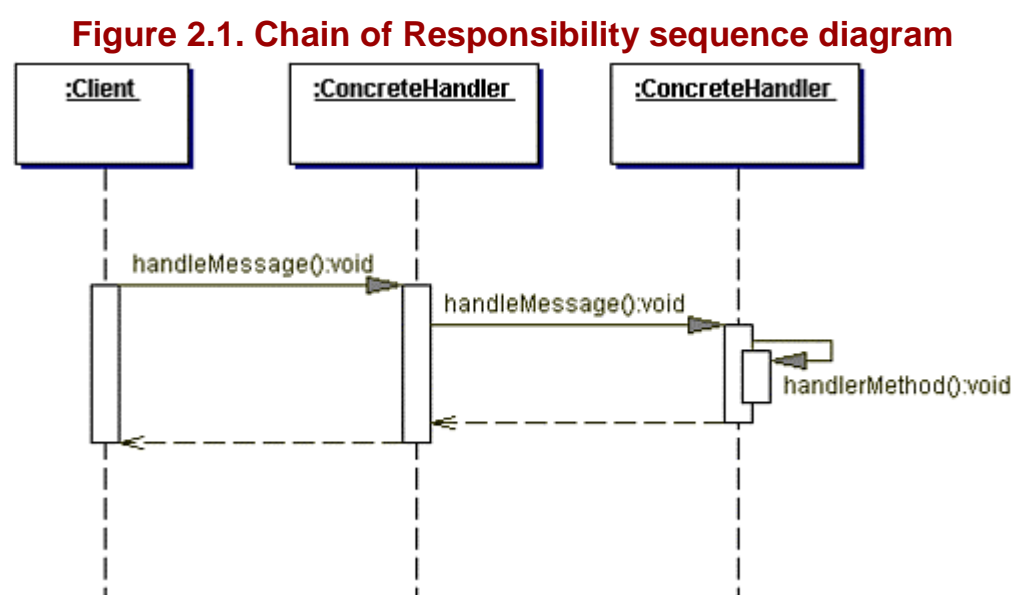 Figure 2.1. Chain of Responsibility sequence diagram
:Client
:ConcreteHandler
:ConcreteHandler
handleMessage():void
handleMessage():void
handlerMethod():void